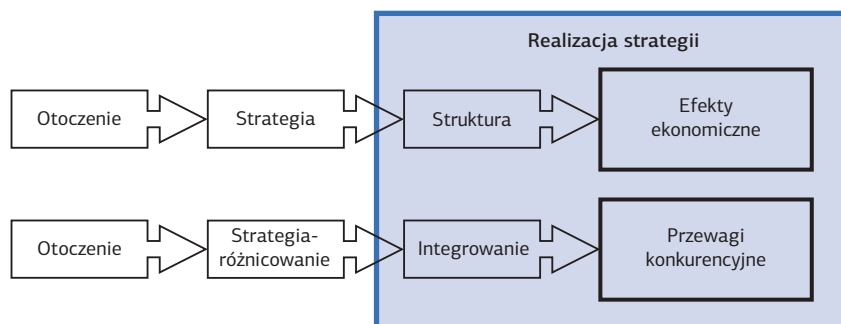 Realizacja strategii
Otoczenie
Strategia
Struktura
Efekty
ekonomiczne
Otoczenie
Strategia-
różnicowanie
Integrowanie
Przewagi
konkurencyjne